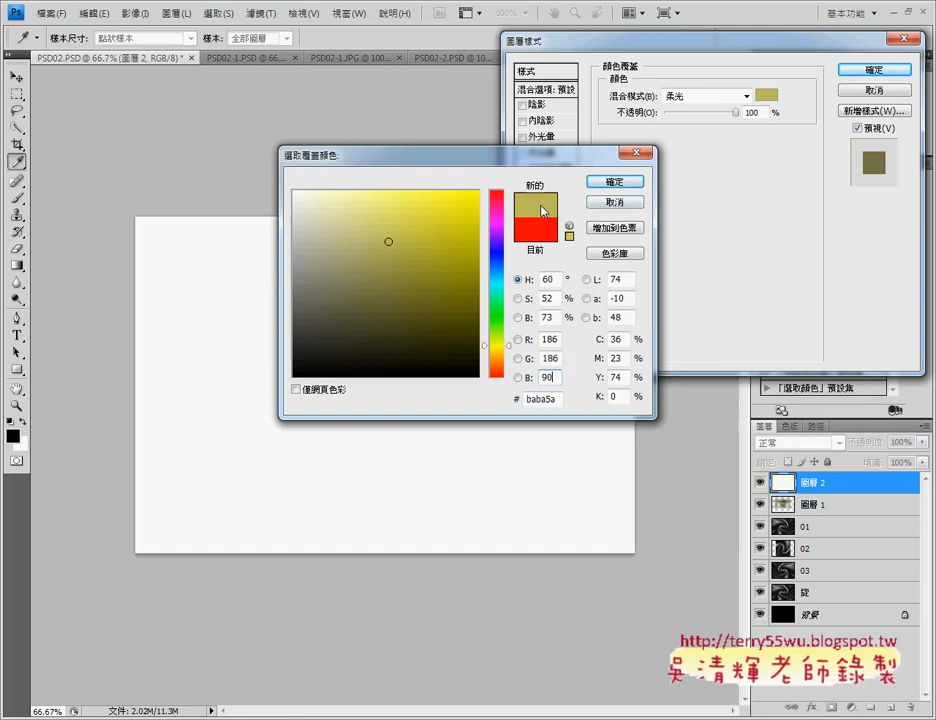 Ps 檔案(F) 編輯(E) 影像(I) 圖層(L) 選取(S) 濾鏡(T) 檢視(V) 視窗(W) 說明(H) Br 100% 基本功能
樣本尺寸: 點狀樣本 樣本: 全部圖層
PSD02.PSD @ 66.7% (圖層 2, RGB/8) * × PSD02-1.PSD @ 66.... × PSD02-1.JPG @ 100... × PSD02-2.PSD @ 10...
圖層樣式
樣式
混合選項: 預設
陰影
內陰影
外光暈
顏色覆蓋
顏色
混合模式(B): 柔光
不透明(O): 100 %
確定
取消
新增樣式(W)...
預視(V)
選取覆蓋顏色:
新的
目前
確定
取消
增加到色票
色彩庫
H: 60 ° L: 74
S: 52 % a: -10
B: 73 % b: 48
R: 186 C: 36 %
G: 186 M: 23 %
B: 90 Y: 74 %
# baba5a K: 0 %
僅網頁色彩
「選取顏色」預設集
圖層 色版 路徑
正常 不透明度: 100%
鎖定: 填滿: 100%
圖層 2
圖層 1
01
02
03
旋
背景
http://terry55wu.blogspot.tw
吳清輝老師錄製
66.67% 文件: 2.02M/11.3M